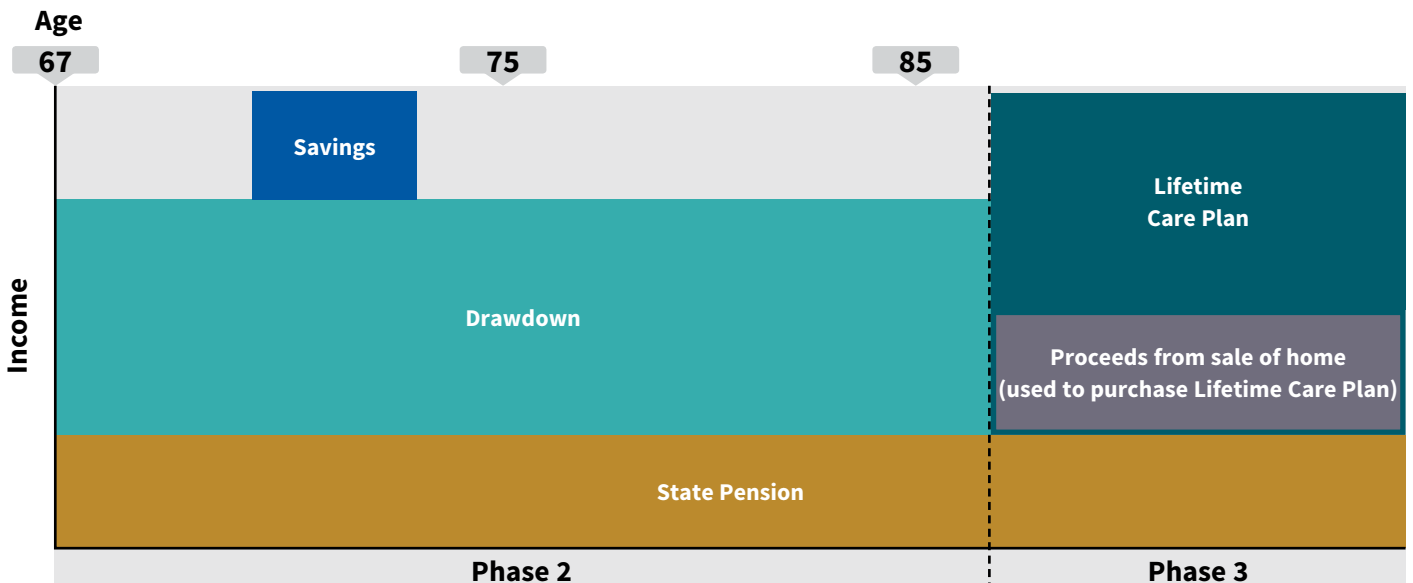 Age
67
75
85
Savings
Lifetime
Care Plan
Income
Drawdown
Proceeds from sale of home
(used to purchase Lifetime Care Plan)
State Pension
Phase 2
Phase 3